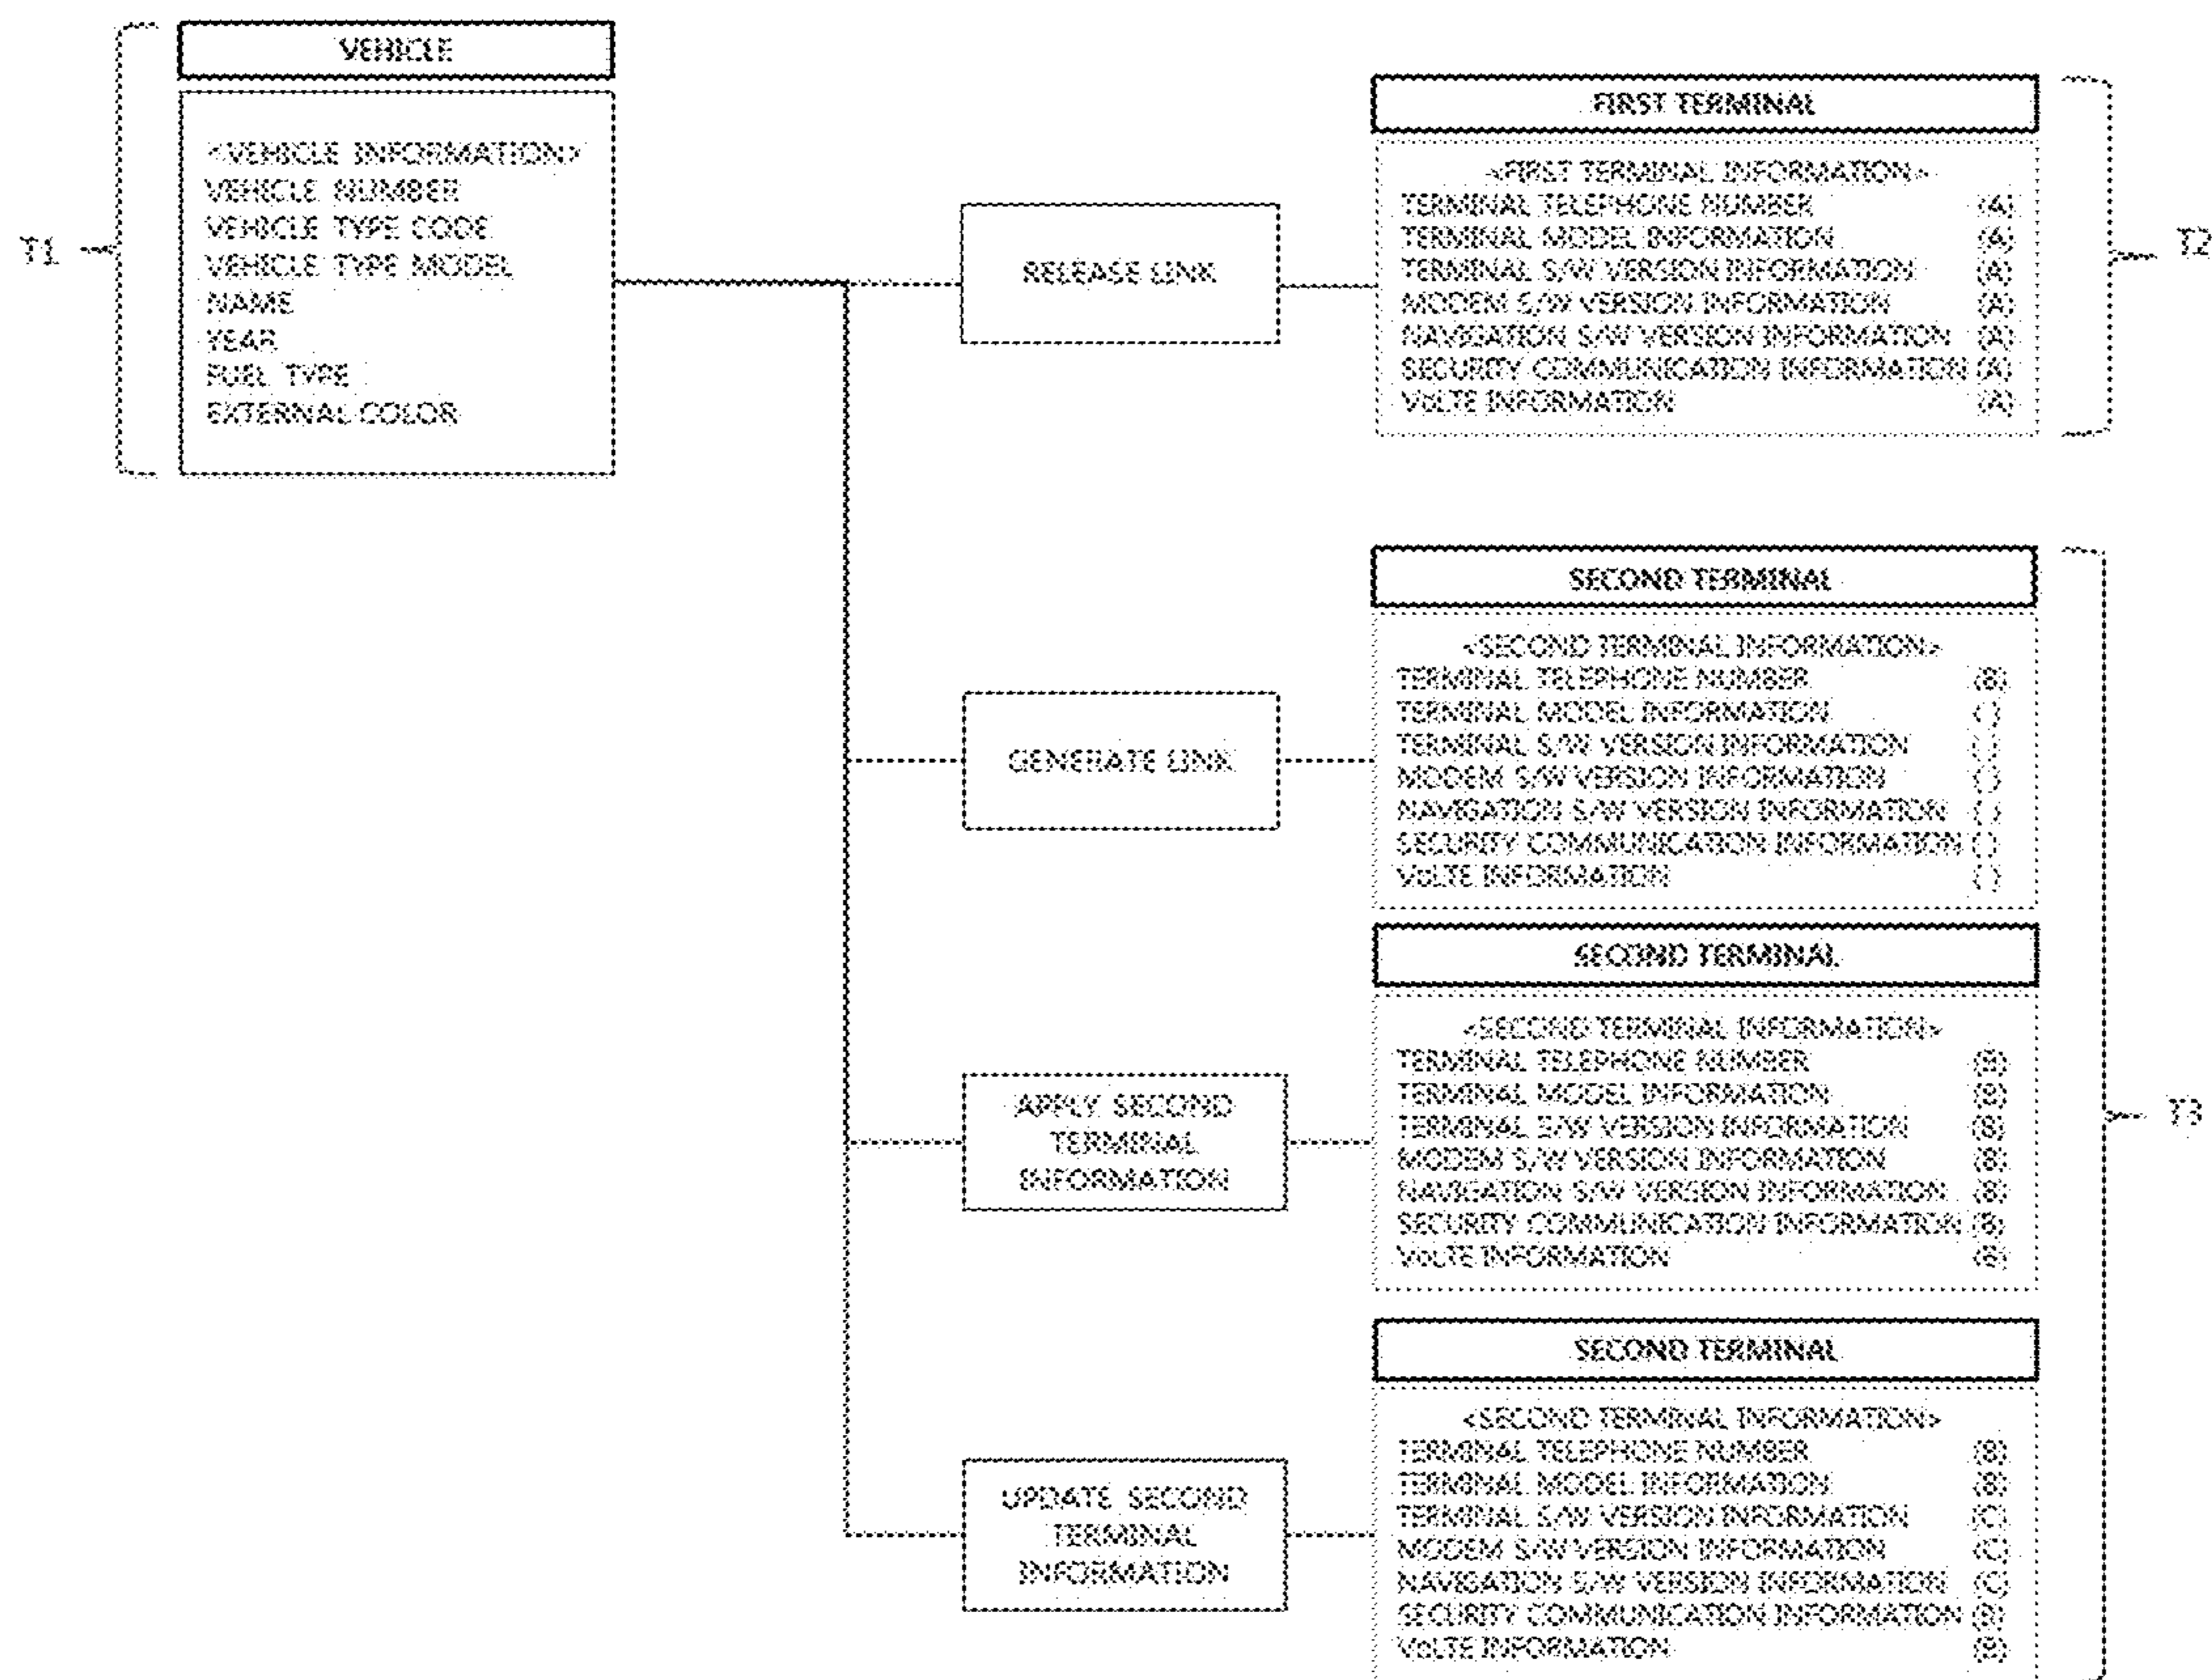 VEHICLE
<VEHICLE INFORMATION>
VEHICLE NUMBER
VEHICLE TYPE CODE
VEHICLE TYPE MODEL
NAME
YEAR
FUEL TYPE
EXTERNAL COLOR
T1
RELEASE LINK
FIRST TERMINAL
<FIRST TERMINAL INFORMATION>
TERMINAL TELEPHONE NUMBER (A)
TERMINAL MODEL INFORMATION (A)
TERMINAL S/W VERSION INFORMATION (A)
MODEM S/W VERSION INFORMATION (A)
NAVIGATION S/W VERSION INFORMATION (A)
SECURITY COMMUNICATION INFORMATION (A)
VoLTE INFORMATION (A)
T2
GENERATE LINK
SECOND TERMINAL
<SECOND TERMINAL INFORMATION>
TERMINAL TELEPHONE NUMBER (B)
TERMINAL MODEL INFORMATION ( )
TERMINAL S/W VERSION INFORMATION ( )
MODEM S/W VERSION INFORMATION ( )
NAVIGATION S/W VERSION INFORMATION ( )
SECURITY COMMUNICATION INFORMATION ( )
VoLTE INFORMATION ( )
APPLY SECOND
TERMINAL
INFORMATION
SECOND TERMINAL
<SECOND TERMINAL INFORMATION>
TERMINAL TELEPHONE NUMBER (B)
TERMINAL MODEL INFORMATION (B)
TERMINAL S/W VERSION INFORMATION (B)
MODEM S/W VERSION INFORMATION (B)
NAVIGATION S/W VERSION INFORMATION (B)
SECURITY COMMUNICATION INFORMATION (B)
VoLTE INFORMATION (B)
T3
UPDATE SECOND
TERMINAL
INFORMATION
SECOND TERMINAL
<SECOND TERMINAL INFORMATION>
TERMINAL TELEPHONE NUMBER (B)
TERMINAL MODEL INFORMATION (B)
TERMINAL S/W VERSION INFORMATION (C)
MODEM S/W VERSION INFORMATION (C)
NAVIGATION S/W VERSION INFORMATION (C)
SECURITY COMMUNICATION INFORMATION (B)
VoLTE INFORMATION (B)